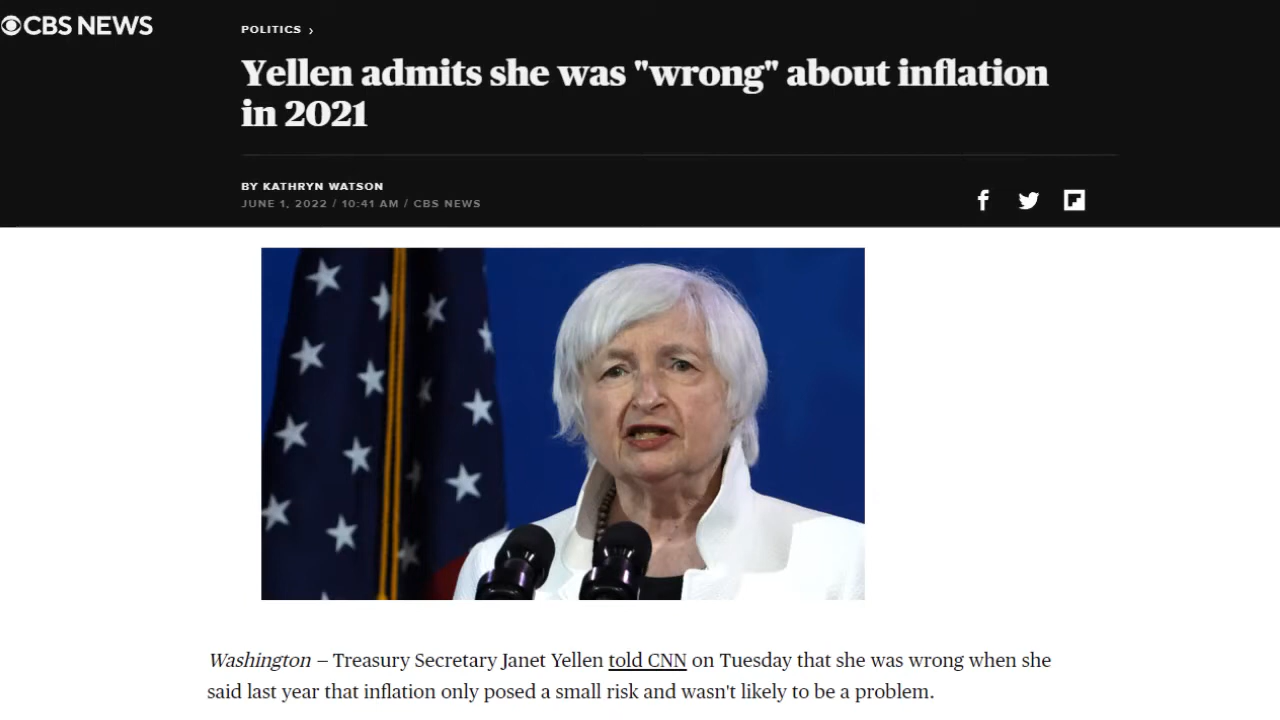 CBS NEWS
POLITICS ›
Yellen admits she was "wrong" about inflation
in 2021
BY KATHRYN WATSON
JUNE 1, 2022 / 10:41 AM / CBS NEWS
Washington – Treasury Secretary Janet Yellen told CNN on Tuesday that she was wrong when she
said last year that inflation only posed a small risk and wasn't likely to be a problem.